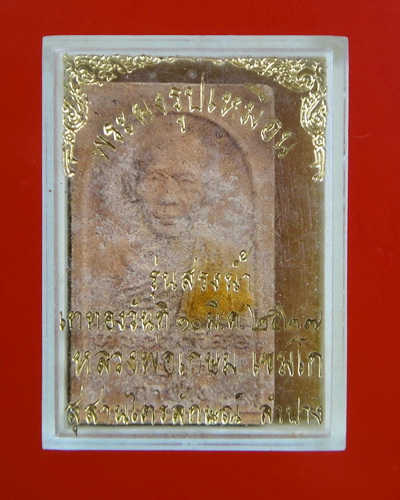 พระผงรูปเหมือน
รุ่นสรงน้ำ
เททองวันที่ ๑๐ มี.ค. ๒๕๒๗
หลวงพ่อเกษม เขมโก
สุสานไตรลักษณ์ ลำปาง